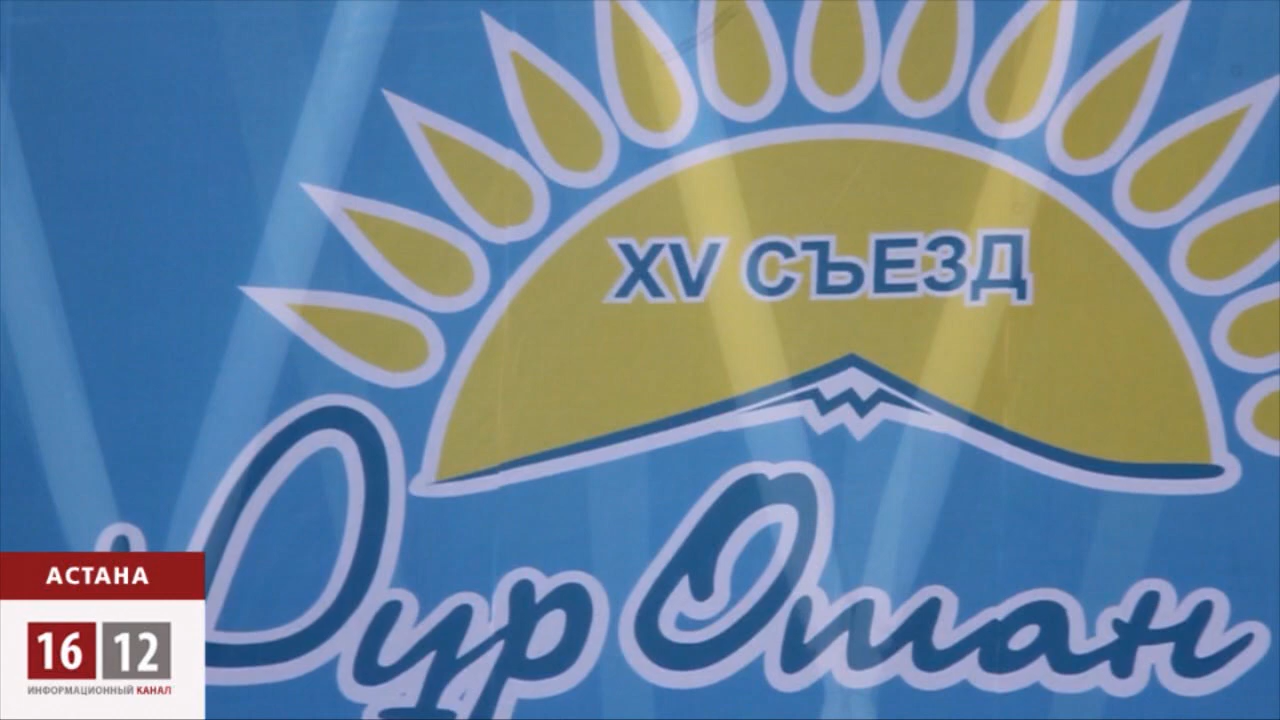 XV СЪЕЗД
Нур Отан
АСТАНА
16 12
ИНФОРМАЦИОННЫЙ КАНАЛ